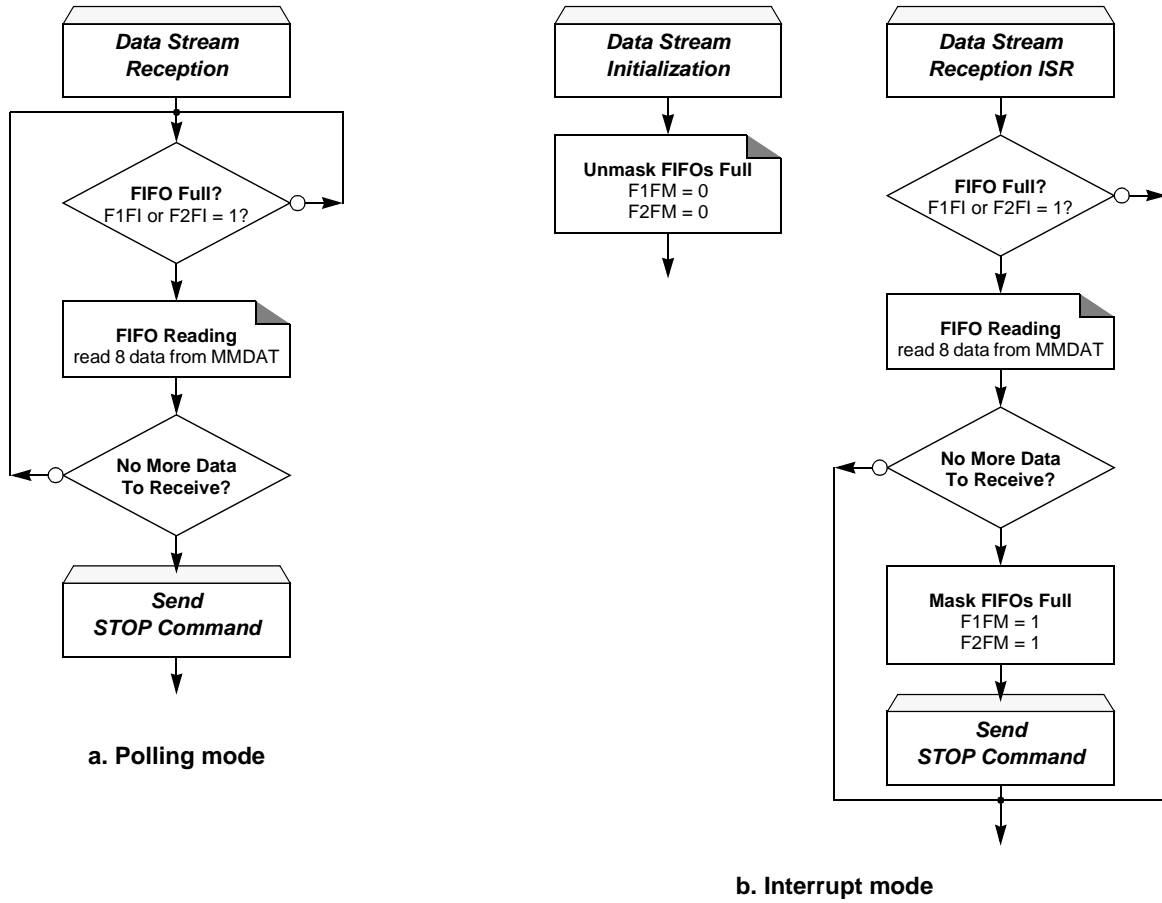 Data Stream
Reception
FIFO Full?
F1FI or F2FI = 1?
FIFO Reading
read 8 data from MMDAT
No More Data
To Receive?
Send
STOP Command
a. Polling mode
Data Stream
Initialization
Unmask FIFOs Full
F1FM = 0
F2FM = 0
Data Stream
Reception ISR
FIFO Full?
F1FI or F2FI = 1?
FIFO Reading
read 8 data from MMDAT
No More Data
To Receive?
Mask FIFOs Full
F1FM = 1
F2FM = 1
Send
STOP Command
b. Interrupt mode